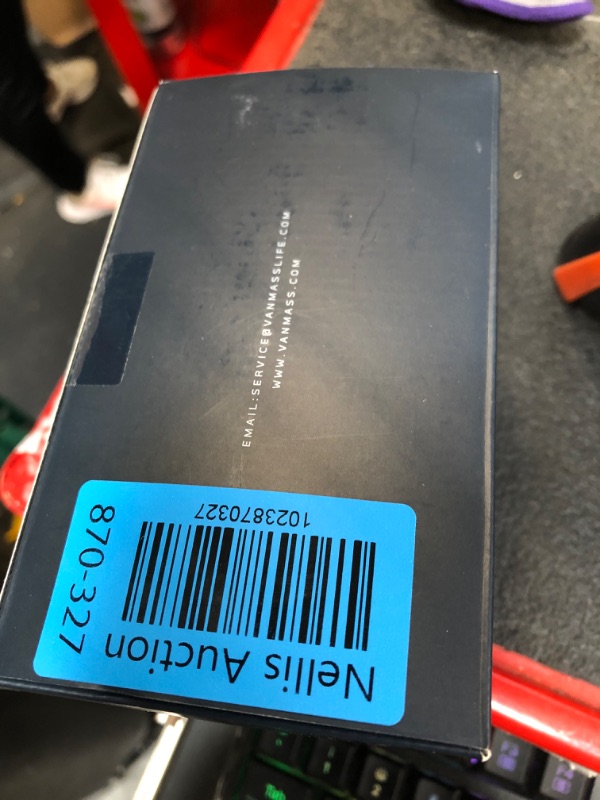 EMAIL:SERVICE@VANMASSLIFE.COM
WWW.VANMASS.COM
Nellis Auction
1023870327
870-327